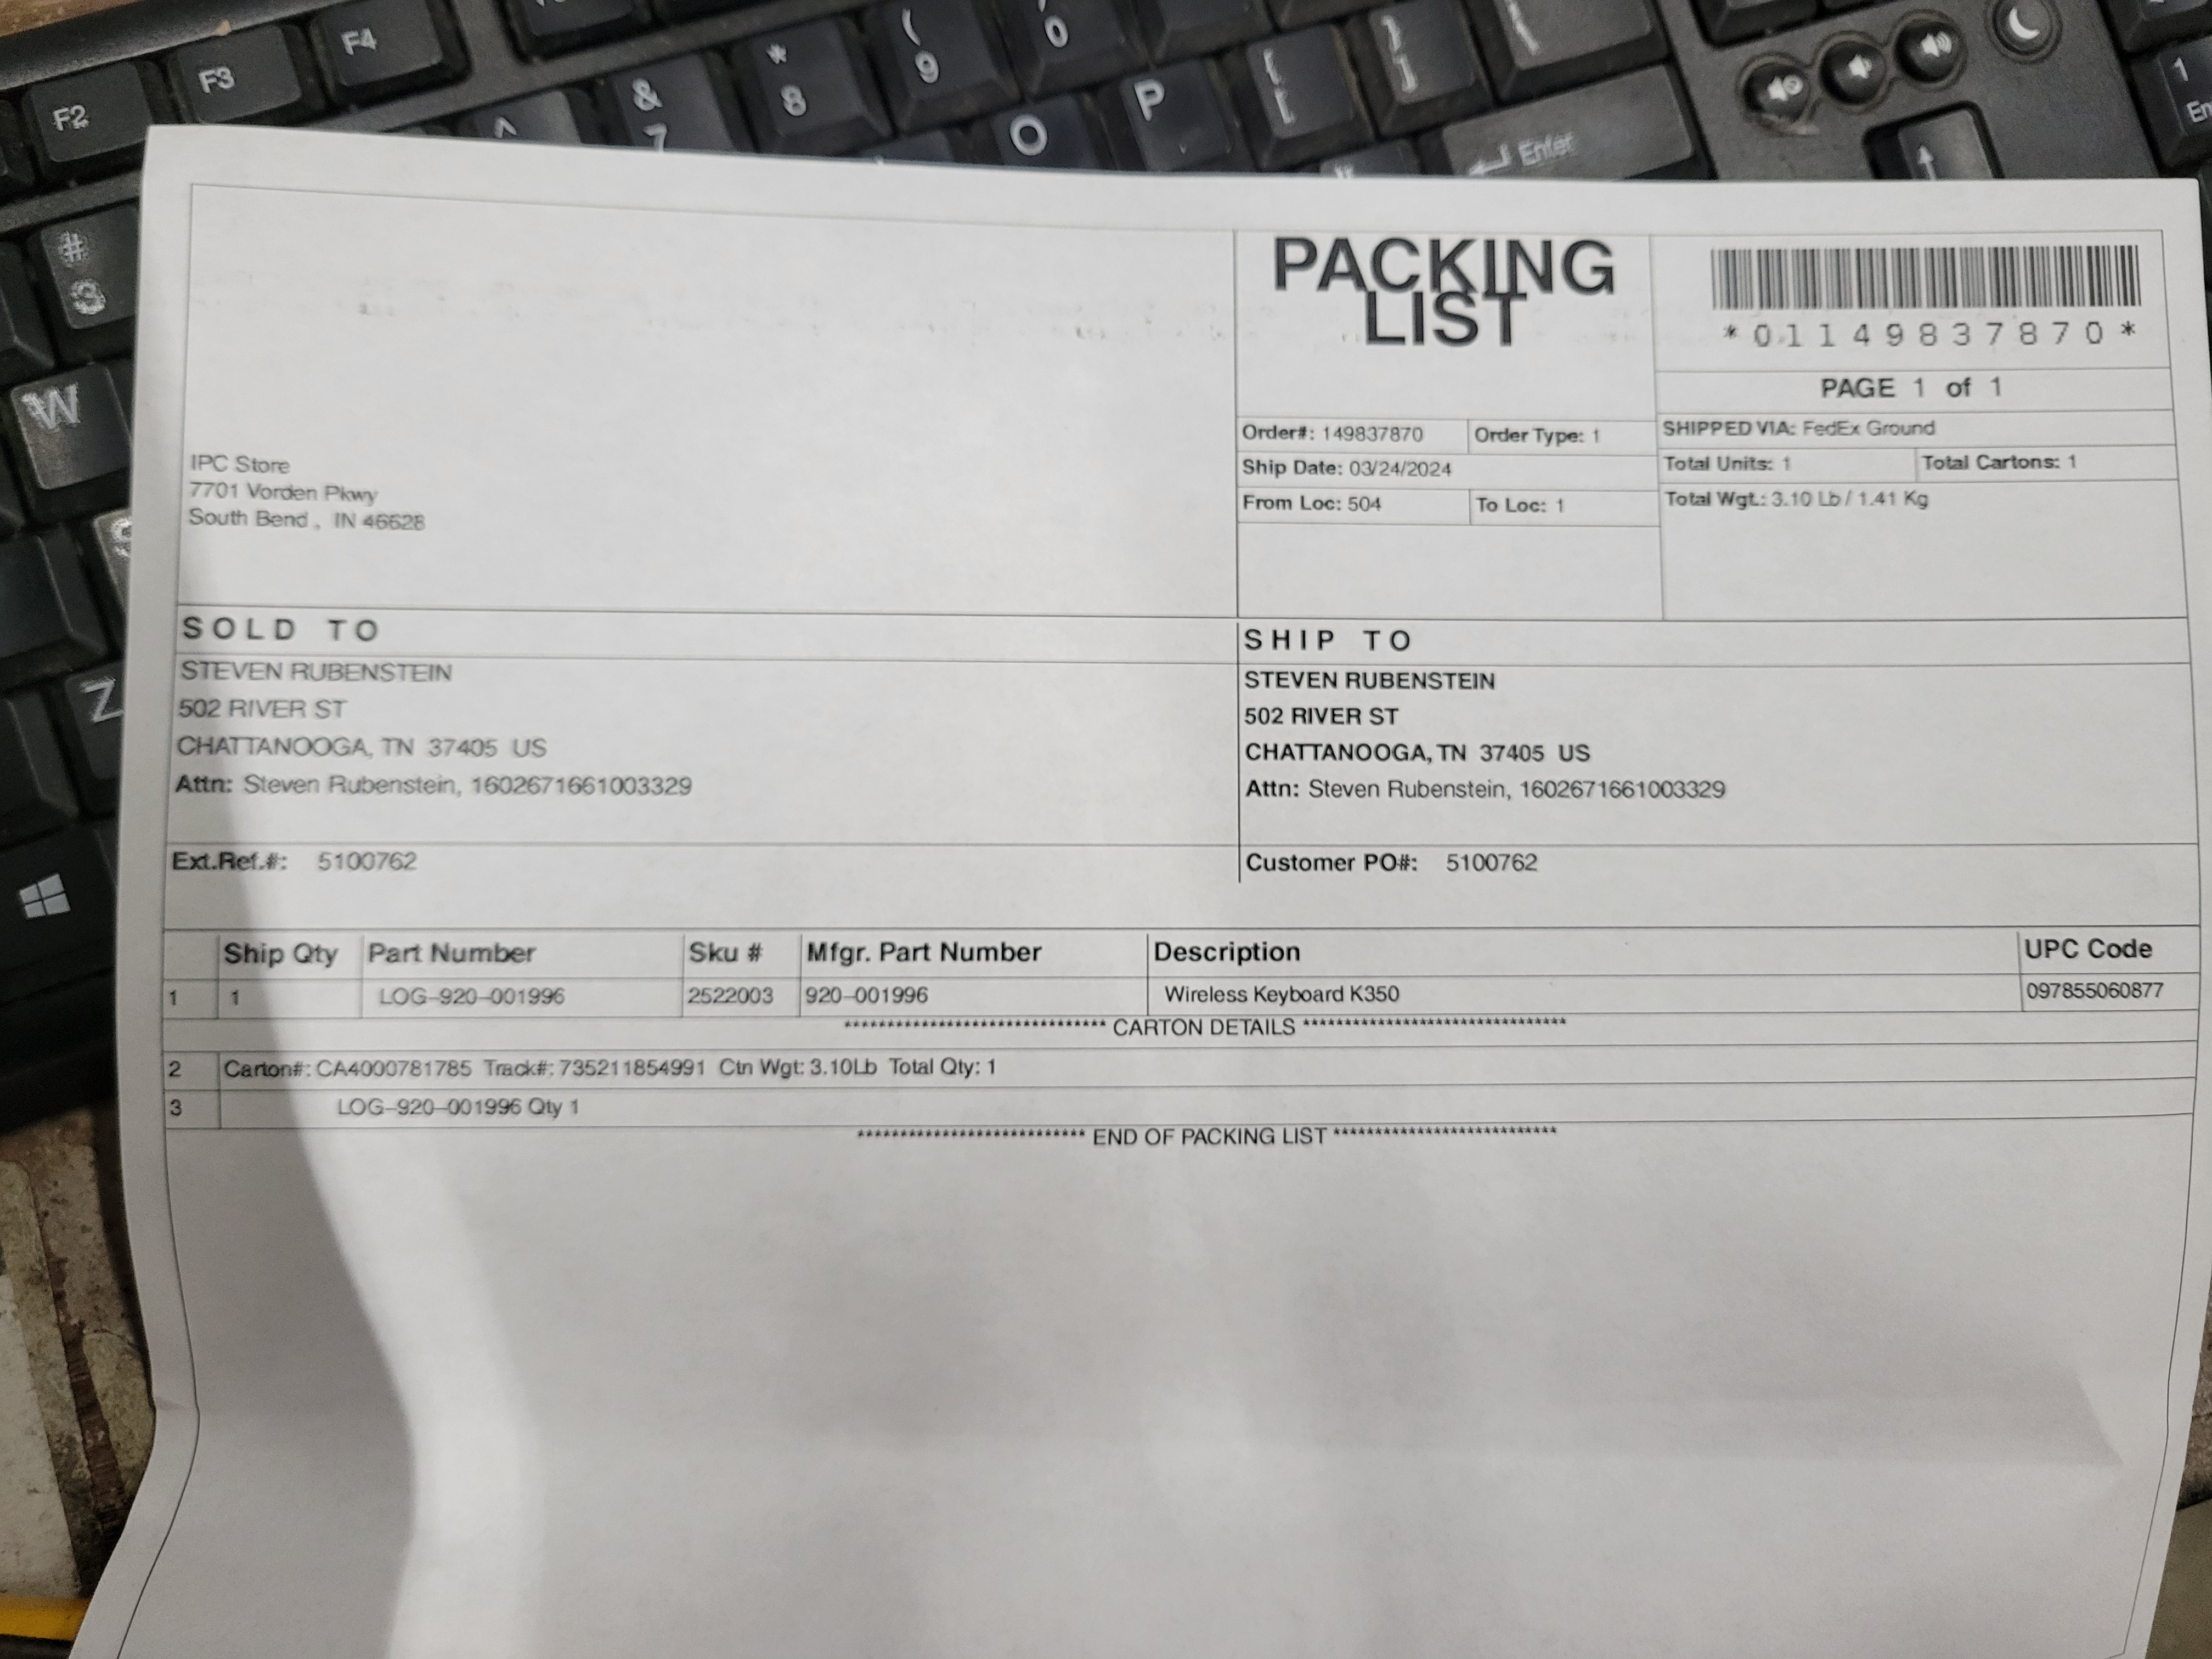 F2
F3
F4
&
7
*
8
(
9
)
0
^
O
P
{
[
}
]
Enter
1
En
#
3
W
S
Z
PACKING
LIST
*01149837870*
PAGE 1 of 1
IPC Store
7701 Vorden Pkwy
South Bend , IN 46628
Order#: 149837870 Order Type: 1
Ship Date: 03/24/2024
From Loc: 504 To Loc: 1
SHIPPED VIA: FedEx Ground
Total Units: 1 Total Cartons: 1
Total Wgt.: 3.10 Lb / 1.41 Kg
SOLD TO
STEVEN RUBENSTEIN
502 RIVER ST
CHATTANOOGA, TN 37405 US
Attn: Steven Rubenstein, 1602671661003329
Ext.Ref.#: 5100762
SHIP TO
STEVEN RUBENSTEIN
502 RIVER ST
CHATTANOOGA, TN 37405 US
Attn: Steven Rubenstein, 1602671661003329
Customer PO#: 5100762
Ship Qty Part Number Sku # Mfgr. Part Number Description UPC Code
1 1 LOG-920-001996 2522003 920-001996 Wireless Keyboard K350 097855060877
****************************** CARTON DETAILS ******************************
2 Carton#: CA4000781785 Track#: 735211854991 Ctn Wgt: 3.10Lb Total Qty: 1
3 LOG-920-001996 Qty 1
*************************** END OF PACKING LIST ***************************